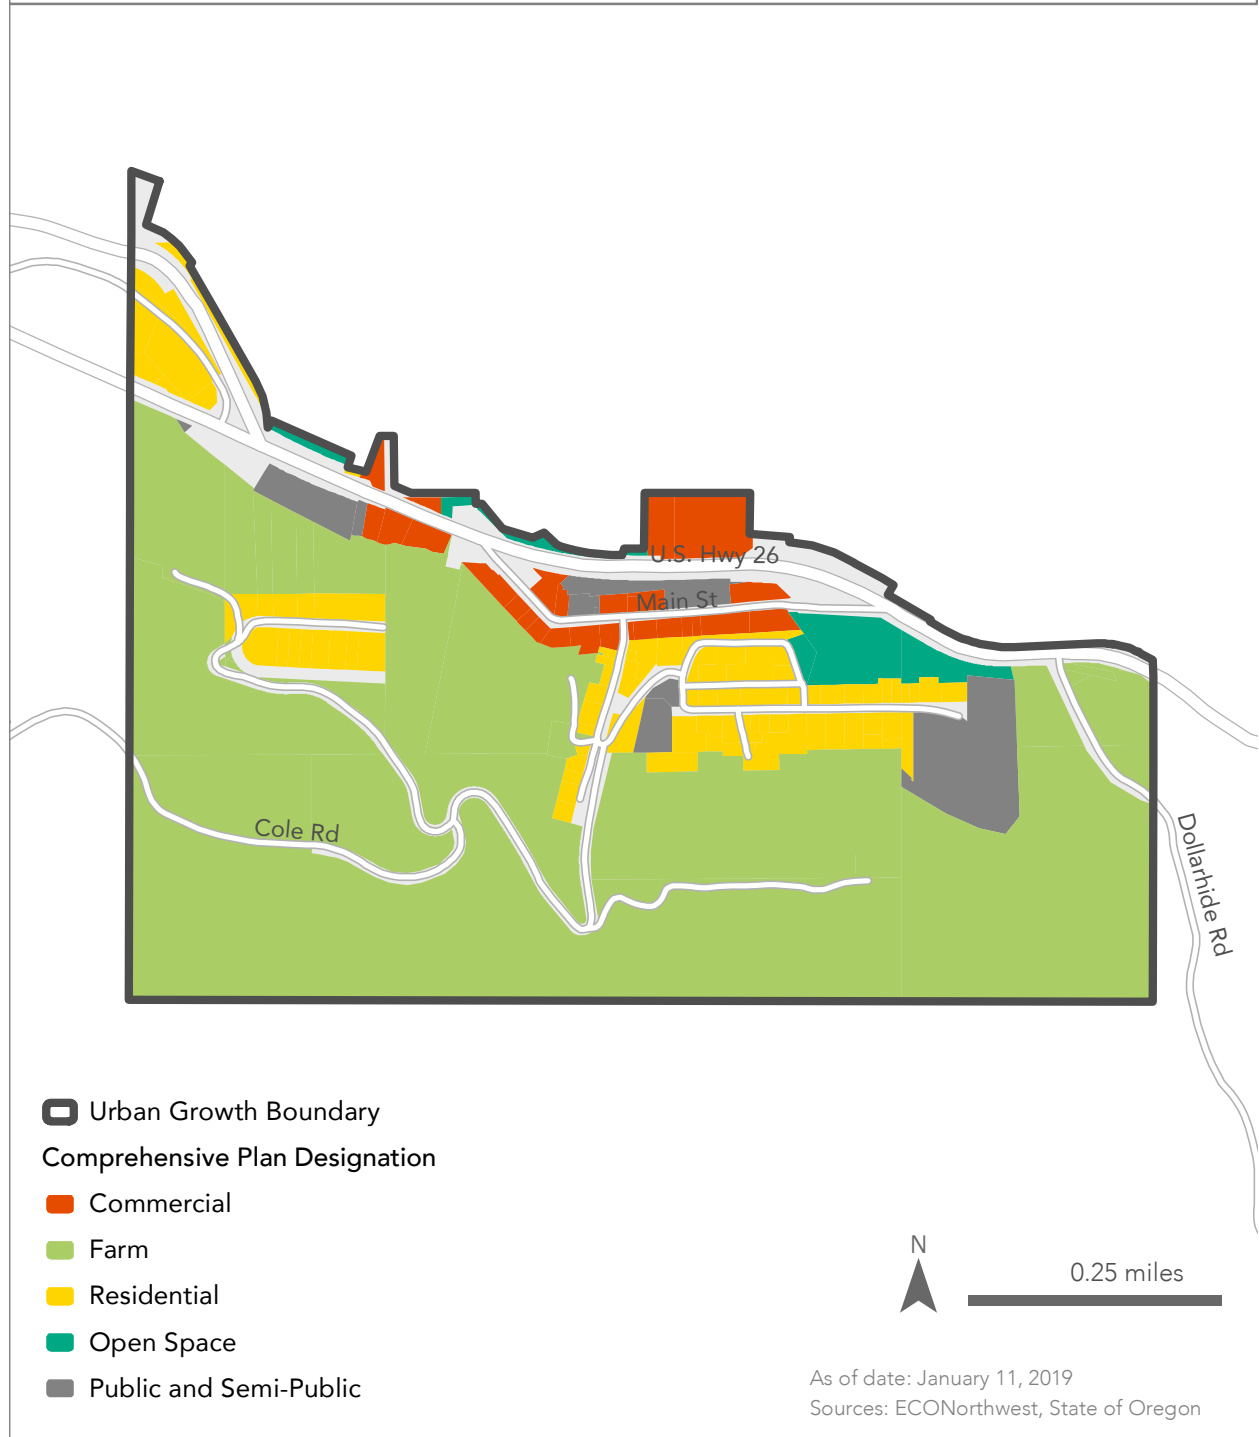 U.S. Hwy 26
Main St
Cole Rd
Dollarhide Rd
Urban Growth Boundary
Comprehensive Plan Designation
Commercial
Farm
Residential
Open Space
Public and Semi-Public
N
0.25 miles
As of date: January 11, 2019
Sources: ECONorthwest, State of Oregon